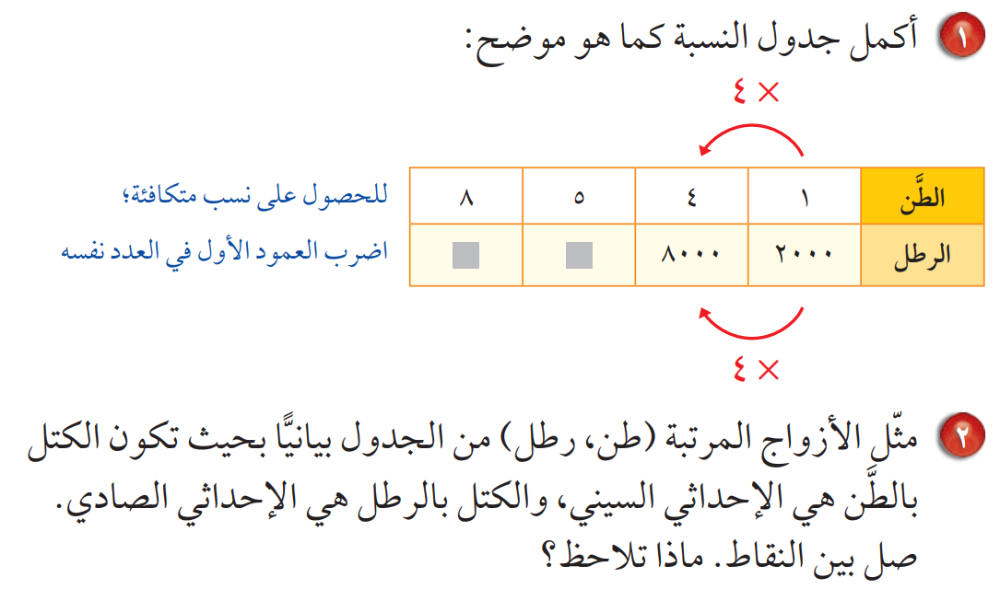 ١ أكمل جدول النسبة كما هو موضح:
× ٤
الطَّن ١ ٤ ٥ ٨ للحصول على نسب متكافئة؛
الرطل ٢٠٠٠ ٨٠٠٠ اضرب العمود الأول في العدد نفسه
× ٤
٢ مثّل الأزواج المرتبة (طن، رطل) من الجدول بيانيًّا بحيث تكون الكتل
بالطَّن هي الإحداثي السيني، والكتل بالرطل هي الإحداثي الصادي.
صل بين النقاط. ماذا تلاحظ؟